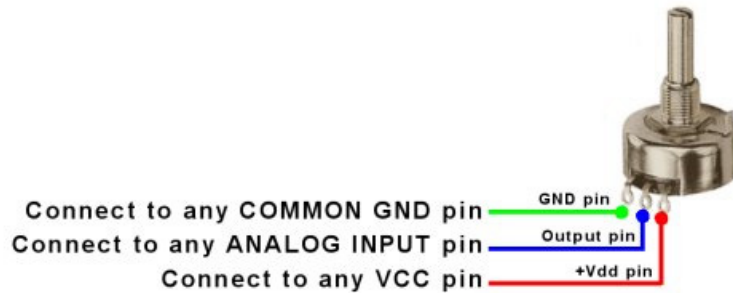 Connect to any COMMON GND pin GND pin
Connect to any ANALOG INPUT pin Output pin
Connect to any VCC pin +Vdd pin